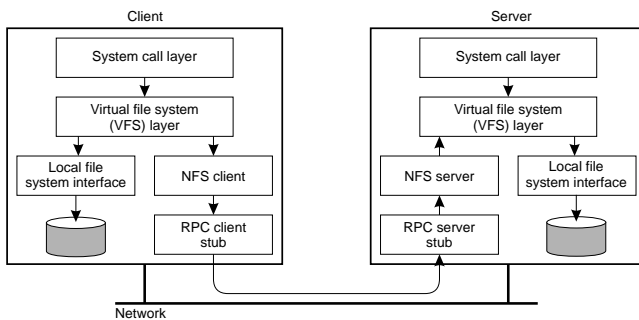 Client
Server
System call layer
System call layer
Virtual file system
(VFS) layer
Virtual file system
(VFS) layer
Local file
system interface
NFS client
NFS server
Local file
system interface
RPC client
stub
RPC server
stub
Network